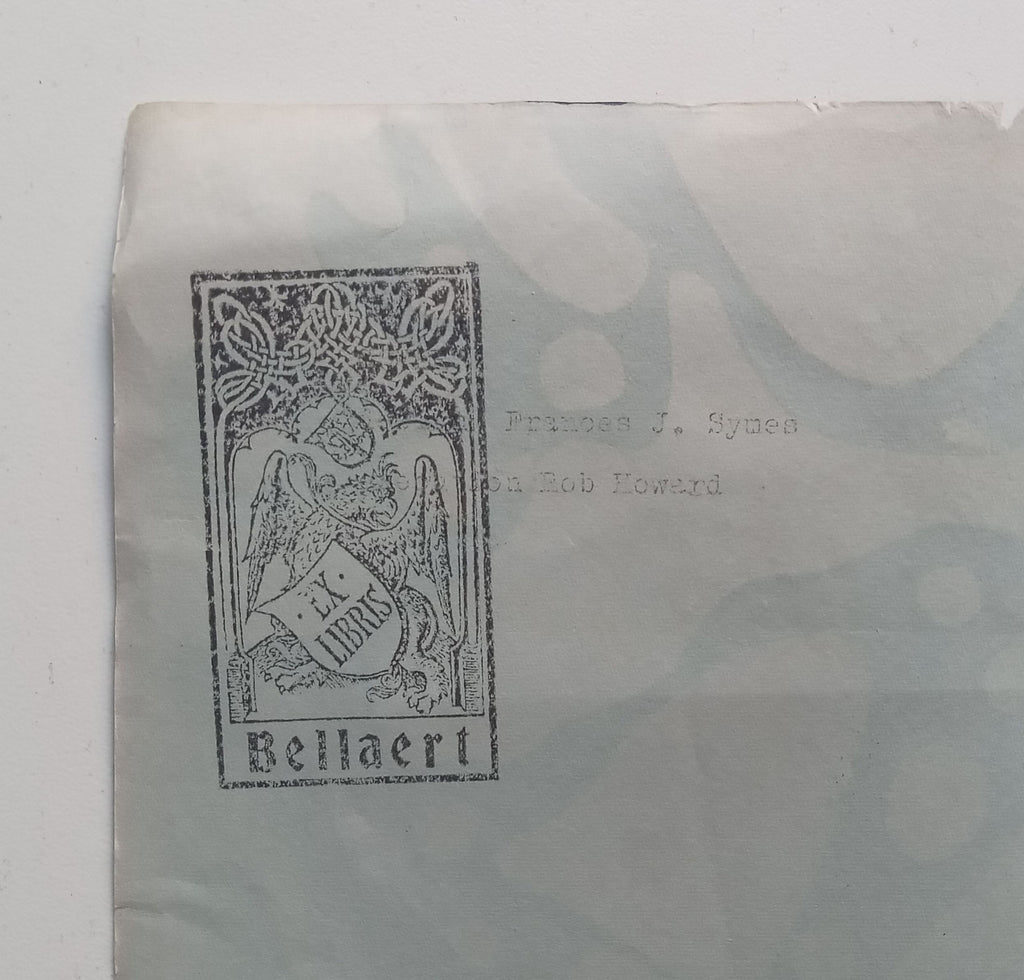 Frances J. Symes
Rob Howard
EX
LIBRIS
Bellaert